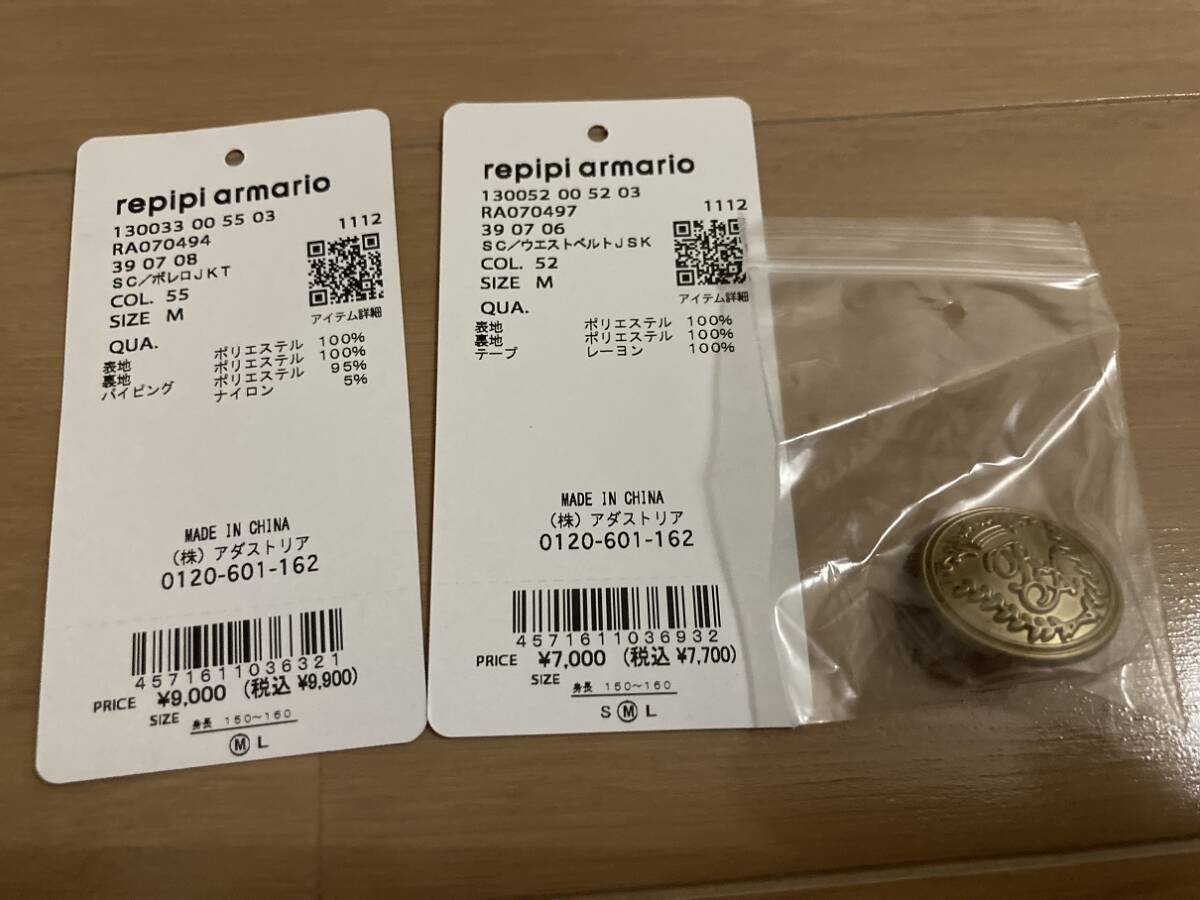 repipi armario
130033 00 55 03
1112
RA070494
39 07 08
SC／ボレロJKT
COL. 55
SIZE M
アイテム詳細
QUA.
表地 ポリエステル 100%
裏地 ポリエステル 100%
パイピング ポリエステル 95%
ナイロン 5%
MADE IN CHINA
（株）アダストリア
0120-601-162
4571611036321
PRICE ¥9,000 （税込 ¥9,900）
SIZE 身長 150～160
Ⓜ L
repipi armario
130052 00 52 03
1112
RA070497
39 07 06
SC／ウエストベルトJSK
COL. 52
SIZE M
アイテム詳細
QUA.
表地 ポリエステル 100%
裏地 ポリエステル 100%
テープ レーヨン 100%
MADE IN CHINA
（株）アダストリア
0120-601-162
4571611036932
PRICE ¥7,000 （税込 ¥7,700）
SIZE 身長 150～160
S Ⓜ L